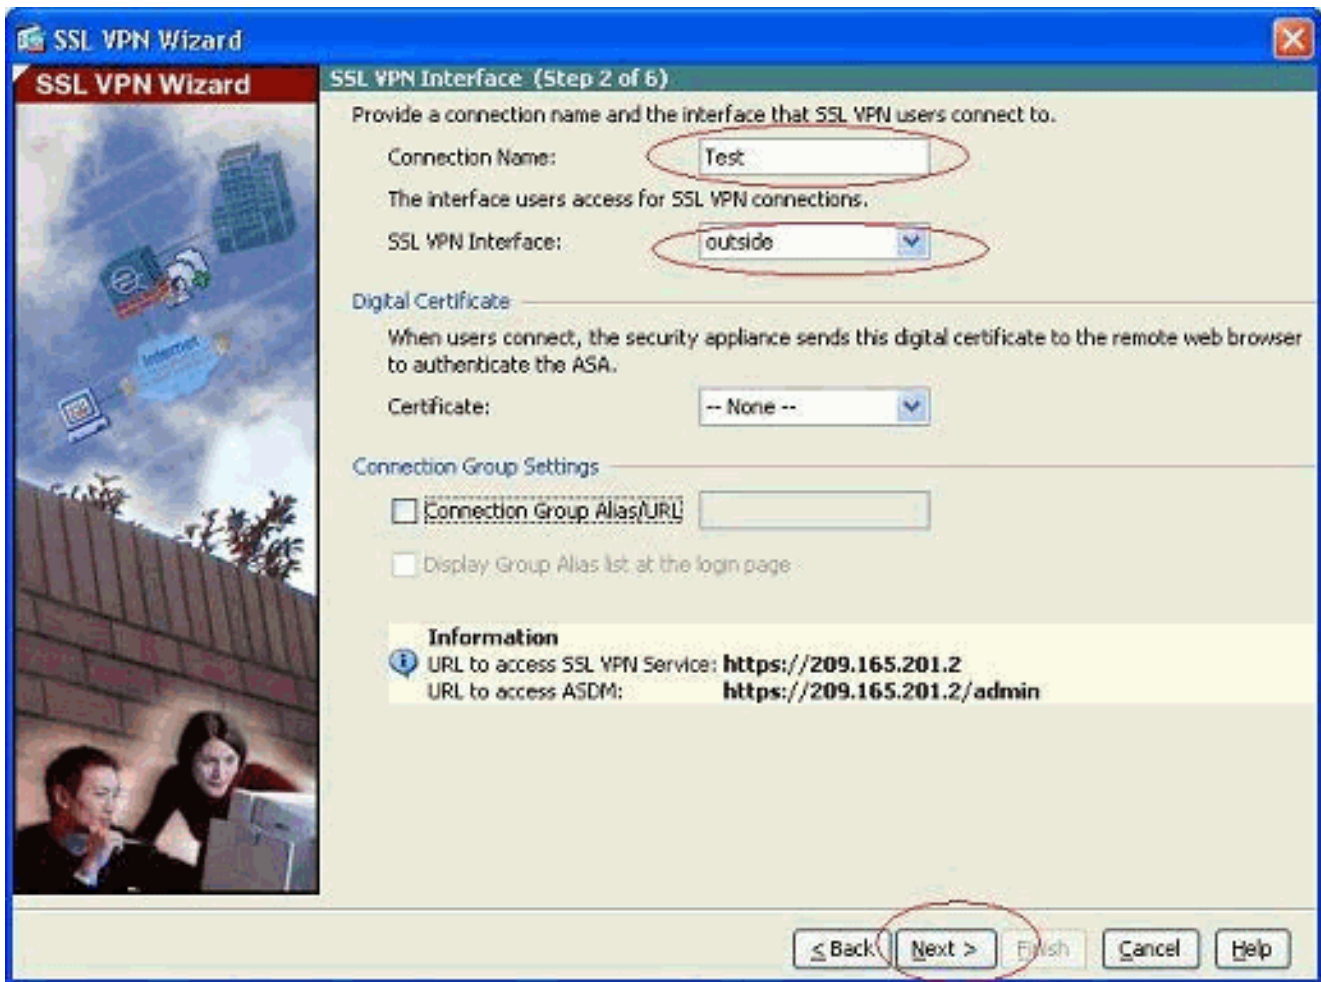 SSL VPN Wizard
SSL VPN Wizard
SSL VPN Interface (Step 2 of 6)
Provide a connection name and the interface that SSL VPN users connect to.
Connection Name: Test
The interface users access for SSL VPN connections.
SSL VPN Interface: outside
Digital Certificate
When users connect, the security appliance sends this digital certificate to the remote web browser
to authenticate the ASA.
Certificate: -- None --
Connection Group Settings
Connection Group Alias/URL
Display Group Alias list at the login page
Information
URL to access SSL VPN Service: https://209.165.201.2
URL to access ASDM: https://209.165.201.2/admin
Internet
< Back Next > Finish Cancel Help